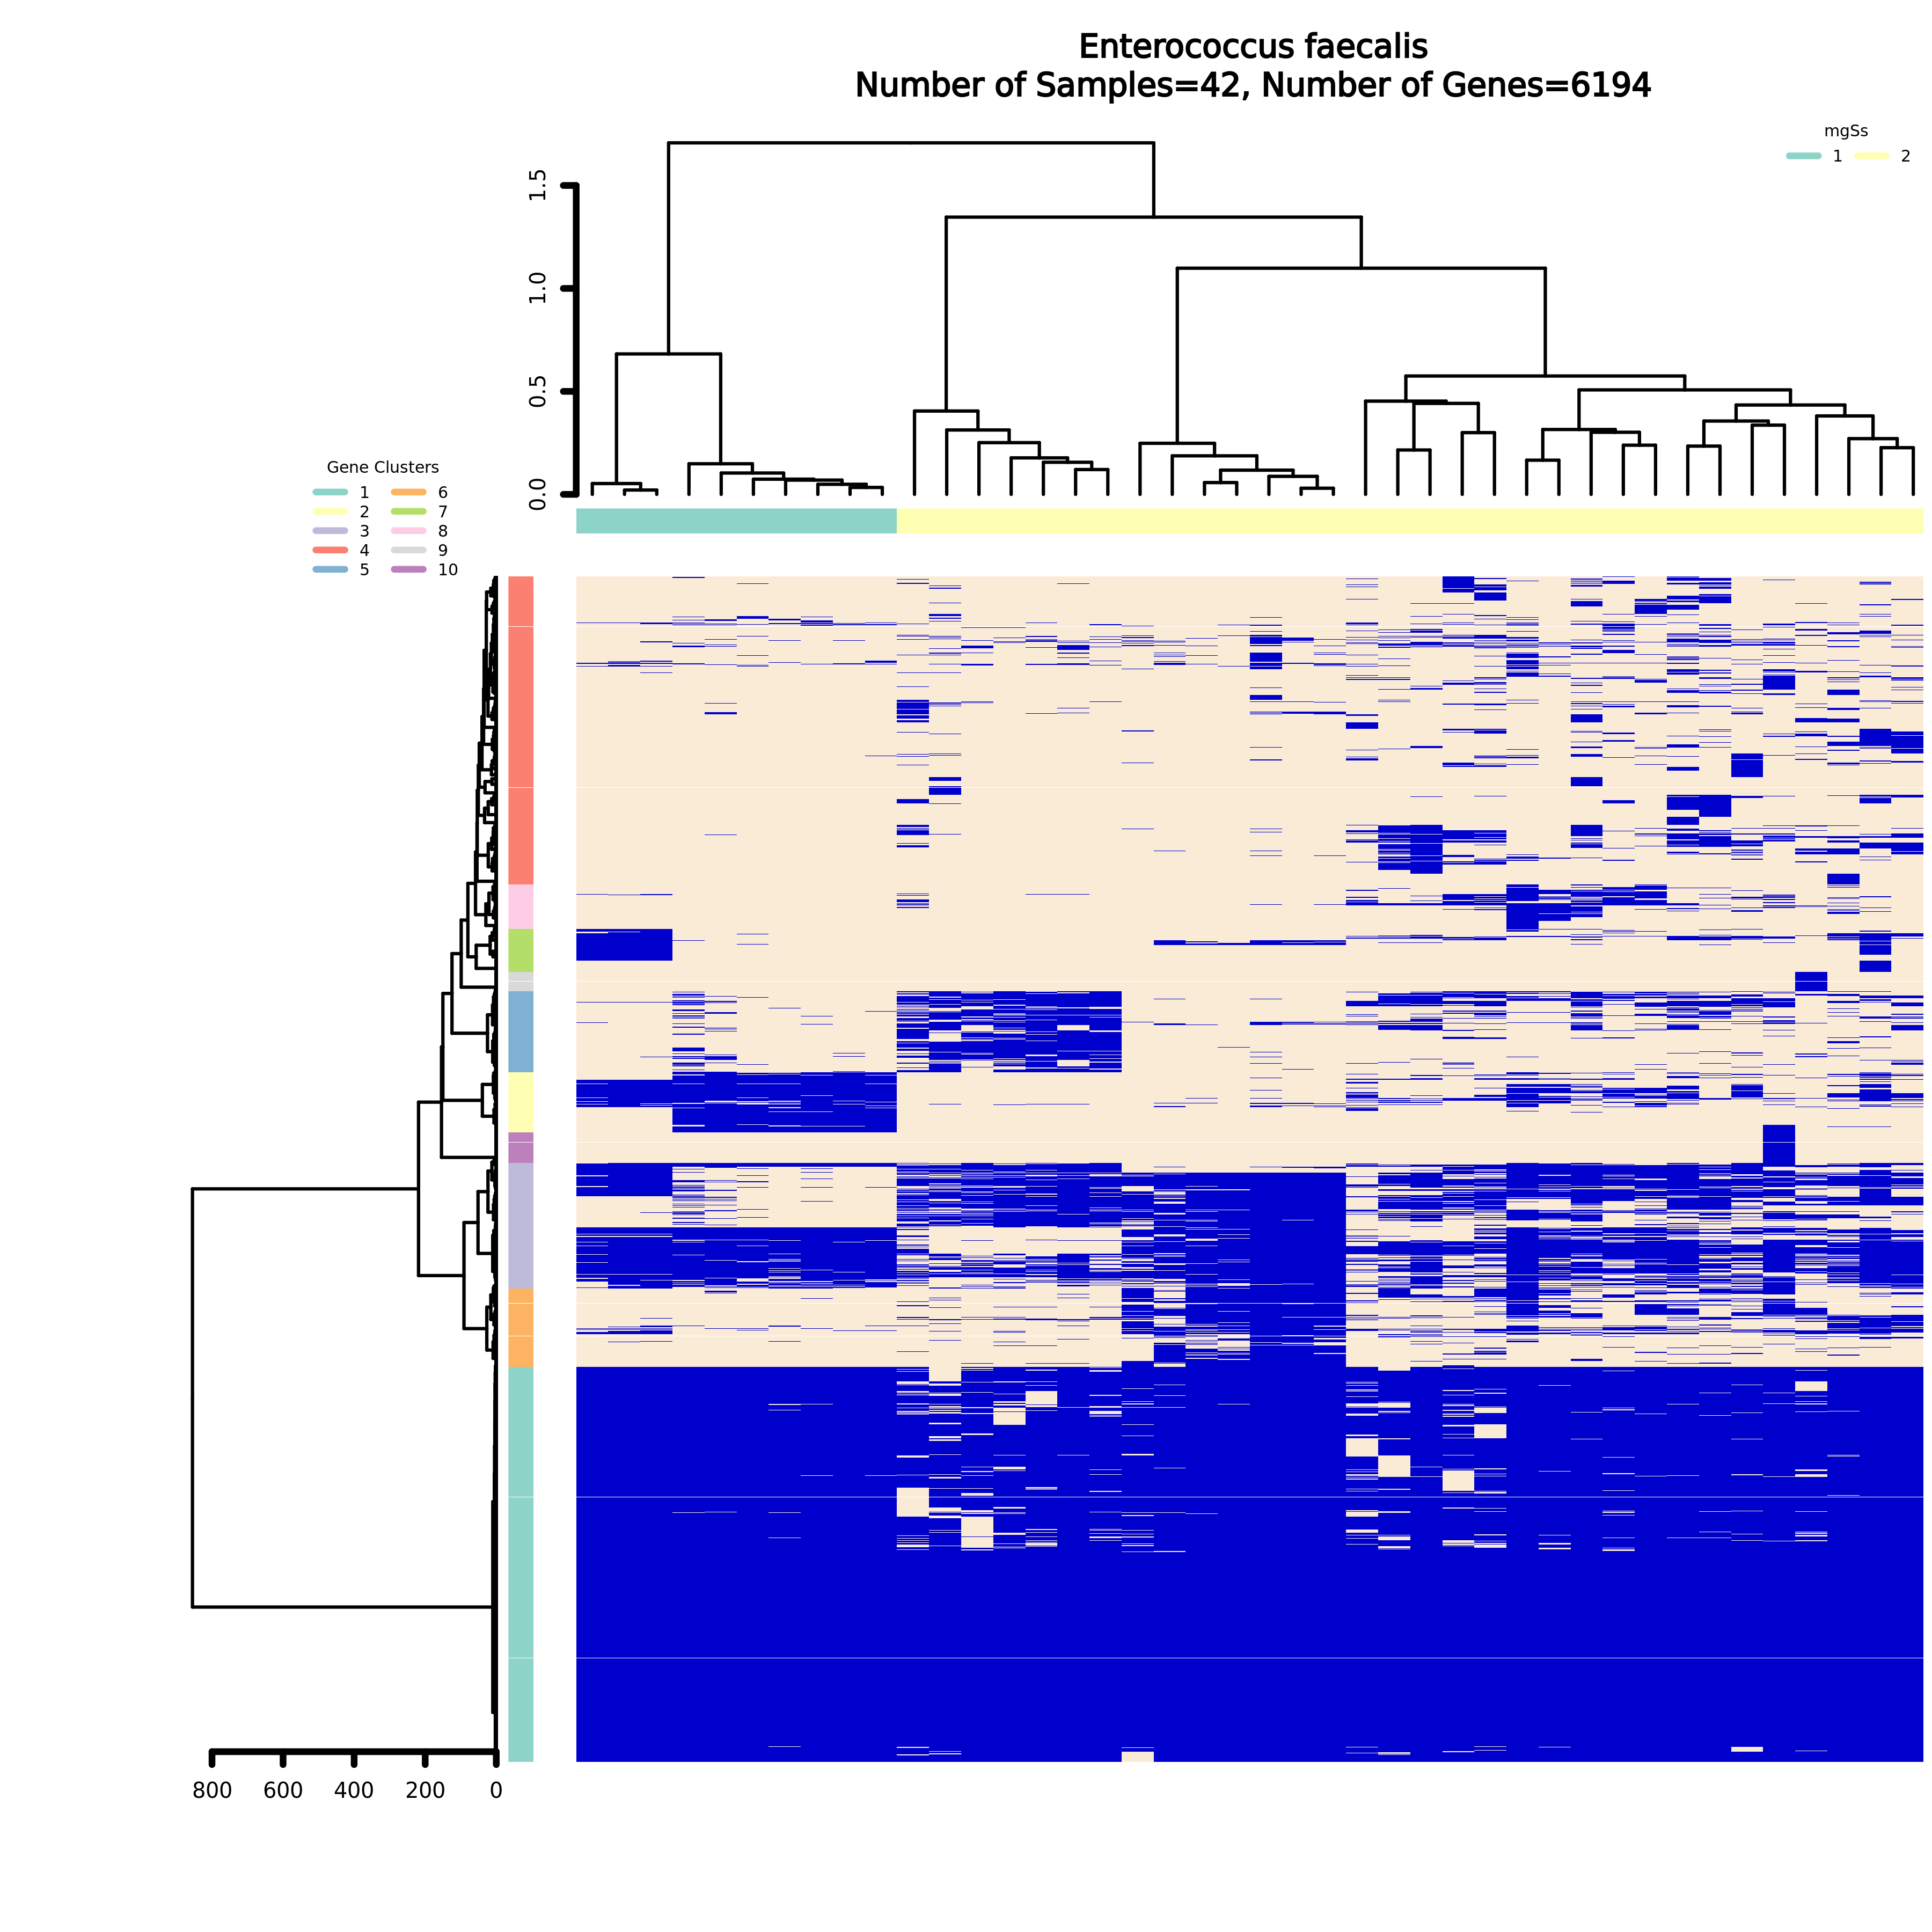 Enterococcus faecalis
Number of Samples=42, Number of Genes=6194
mgSs
1 2
1.5
1.0
0.5
0.0
Gene Clusters
1 6
2 7
3 8
4 9
5 10
800 600 400 200 0